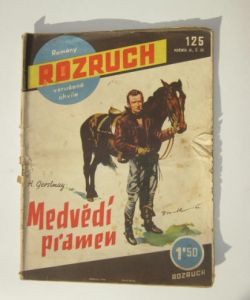 Romány
ROZRUCH
vzrušené
chvíle
125
H. Gerstmay:
Medvědí
pramen
1·50
ROZRUCH